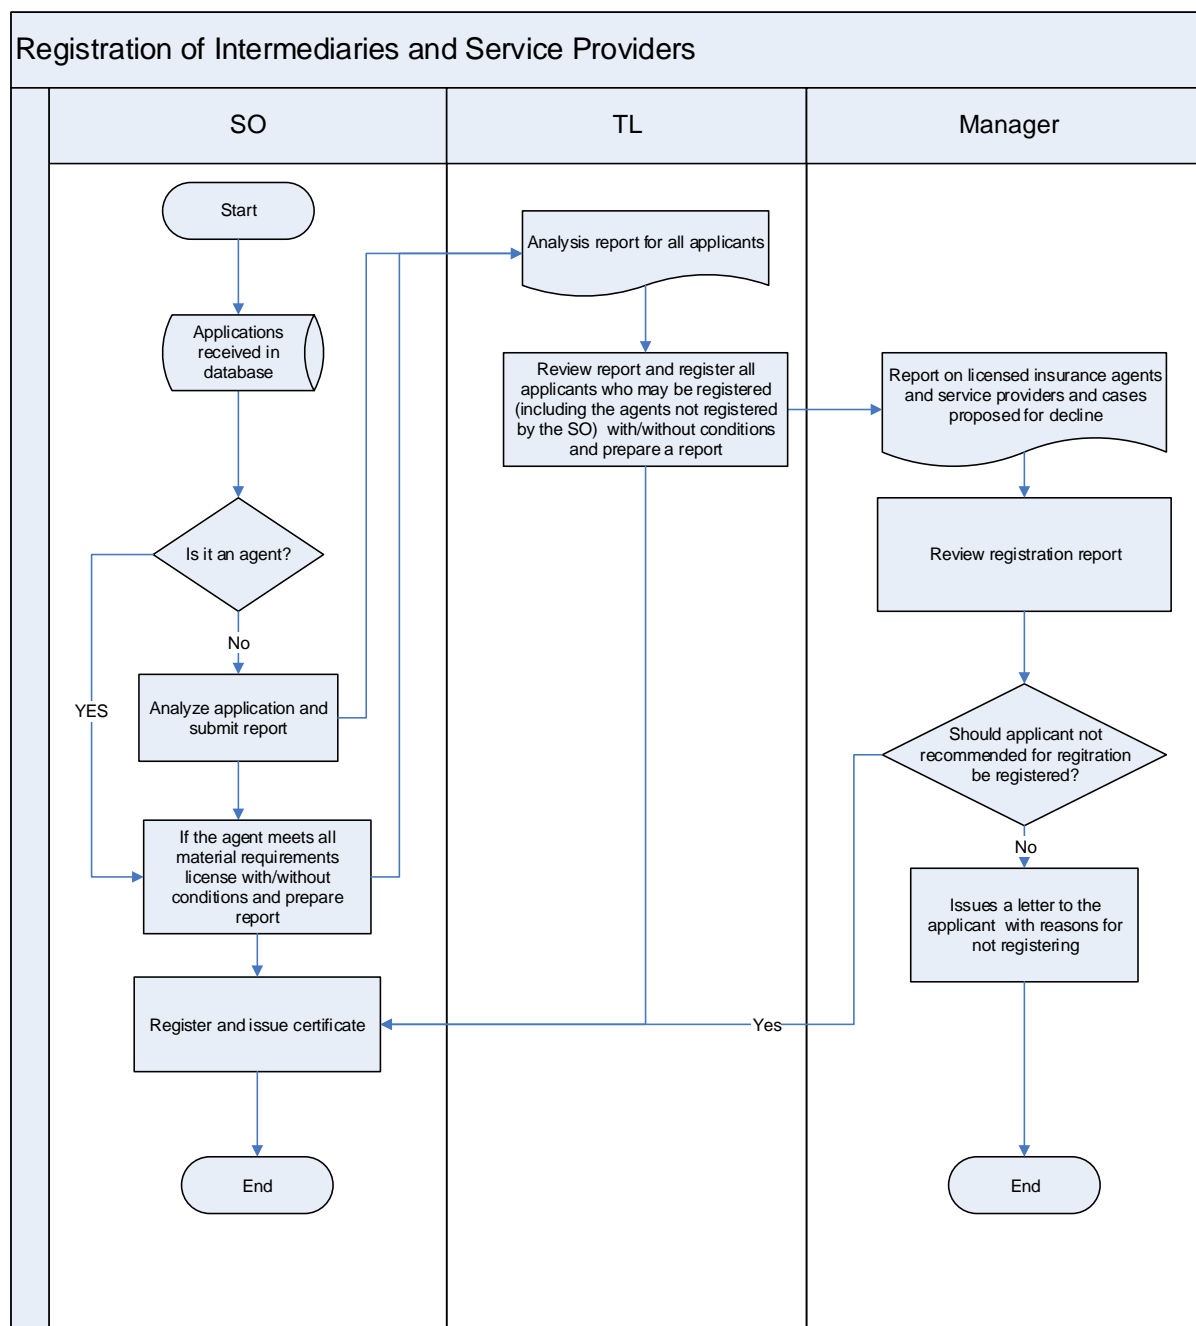 Registration of Intermediaries and Service Providers
SO
TL
Manager
Start
Applications
received in
database
Is it an agent?
No
YES
Analyze application and
submit report
If the agent meets all
material requirements
license with/without
conditions and prepare
report
Register and issue certificate
End
Analysis report for all applicants
Review report and register all
applicants who may be registered
(including the agents not registered
by the SO)  with/without conditions
and prepare a report
Report on licensed insurance agents
and service providers and cases
proposed for decline
Review registration report
Should applicant not
recommended for regitration
be registered?
Yes
No
Issues a letter to the
applicant  with reasons for
not registering
End